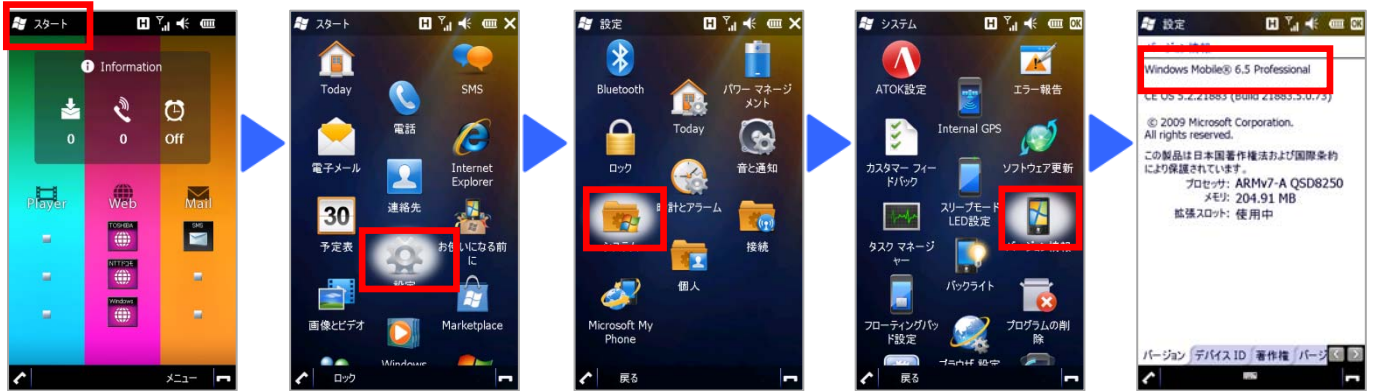 スタート
Information
0
0
Off
Player
Web
Mail
TOSHIBA
SMS
Windows
メニュー
スタート
Today
SMS
電話
電子メール
Internet
Explorer
連絡先
30
予定表
お使いになる前
に
設定
画像とビデオ
Marketplace
Windows
ロック
設定
Bluetooth
パワー マネージ
メント
Today
ロック
音と通知
時計とアラーム
システム
接続
個人
Microsoft My
Phone
戻る
システム
OK
ATOK設定
エラー報告
Internal GPS
カスタマー フィー
ドバック
ソフトウェア更新
スリープモード
LED設定
タスク マネージ
ャー
バージョン情報
バックライト
フローティングパッ
ド設定
プログラムの削
除
ブラウザ 設定
戻る
設定
OK
バージョン情報
Windows Mobile® 6.5 Professional
CE OS 5.2.21883 (Build 21883.5.0.73)
© 2009 Microsoft Corporation.
All rights reserved.
この製品は日本国著作権法および国際条約
により保護されています。
プロセッサ: ARMv7-A QSD8250
メモリ: 204.91 MB
拡張スロット: 使用中
バージョン
デバイス ID
著作権
バージ